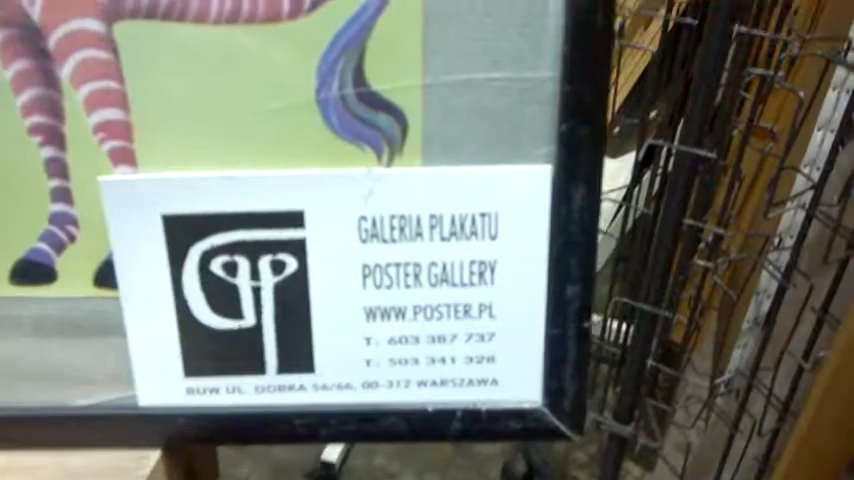 GALERIA PLAKATU
POSTER GALLERY
WWW.POSTER.PL
T: 603 387 737
T: 503 341 328
BUW UL. DOBRA 56/66, 00-312 WARSZAWA